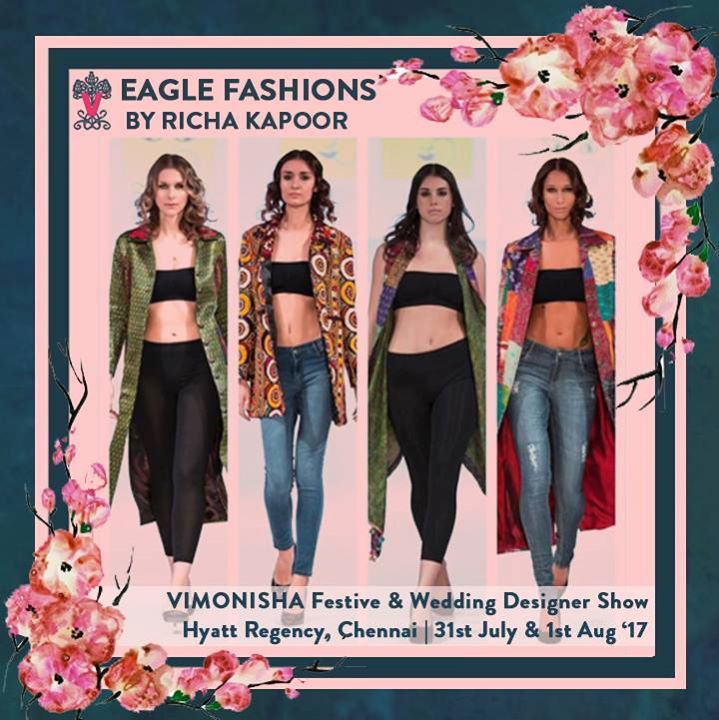 V EAGLE FASHIONS
BY RICHA KAPOOR
VIMONISHA Festive & Wedding Designer Show
Hyatt Regency, Chennai | 31st July & 1st Aug ‘17